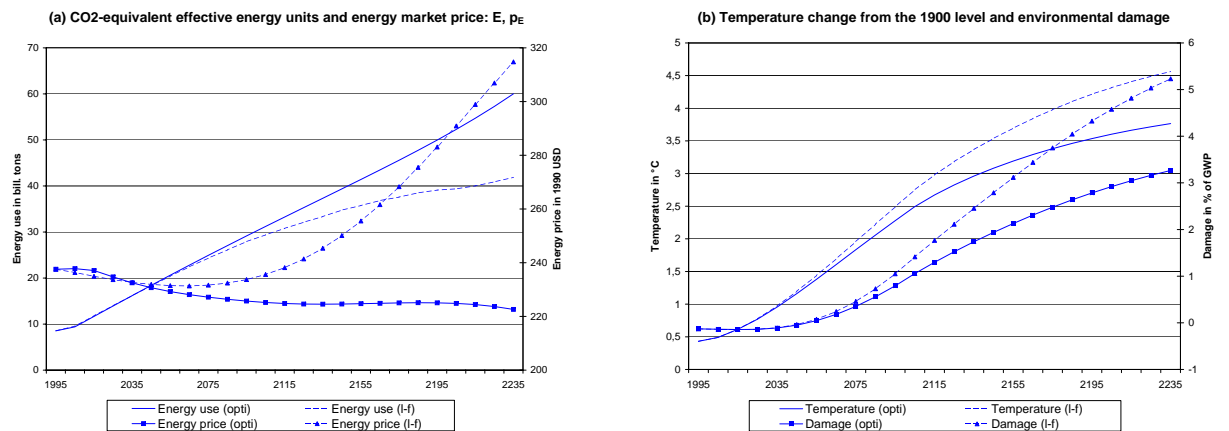 (a) CO2-equivalent effective energy units and energy market price: E, pE
70
60
50
40
30
20
10
0
Energy use in bill. tons
320
300
280
260
240
220
200
Energy price in 1990 USD
1995 2035 2075 2115 2155 2195 2235
Energy use (opti) Energy use (l-f)
Energy price (opti) Energy price (l-f)
(b) Temperature change from the 1900 level and environmental damage
5
4,5
4
3,5
3
2,5
2
1,5
1
0,5
0
Temperature in °C
6
5
4
3
2
1
0
-1
Damage in % of GWP
1995 2035 2075 2115 2155 2195 2235
Temperature (opti) Temperature (l-f)
Damage (opti) Damage (l-f)